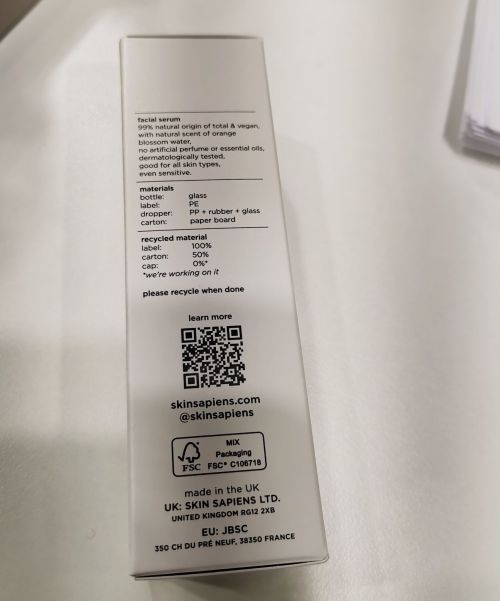 facial serum
99% natural origin of total & vegan,
with natural scent of orange
blossom water,
no artificial perfume or essential oils,
dermatologically tested,
good for all skin types,
even sensitive.
materials
bottle: glass
label: PE
dropper: PP + rubber + glass
carton: paper board
recycled material
label: 100%
carton: 50%
cap: 0%*
*we're working on it
please recycle when done
learn more
skinsapiens.com
@skinsapiens
FSC
MIX
Packaging
FSC® C106718
made in the UK
UK: SKIN SAPIENS LTD.
UNITED KINGDOM RG12 2XB
EU: JBSC
350 CH DU PRÉ NEUF, 38350 FRANCE